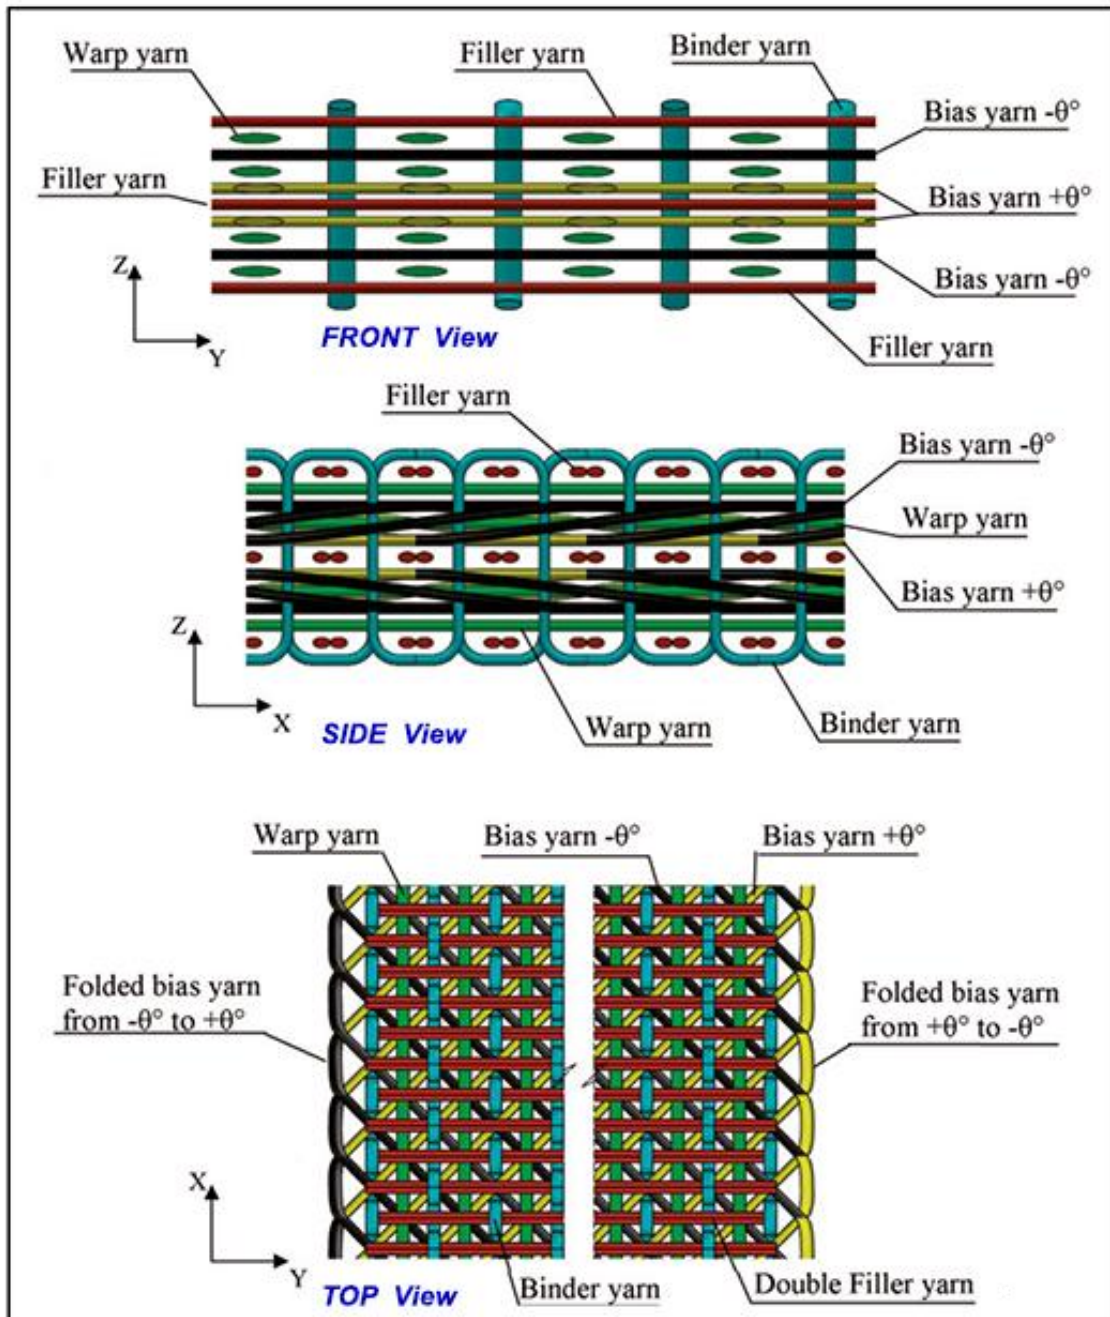 Warp yarn
Filler yarn
Binder yarn
Bias yarn -θ°
Filler yarn
Bias yarn +θ°
Bias yarn -θ°
Z
Y
FRONT View
Filler yarn
Filler yarn
Bias yarn -θ°
Warp yarn
Bias yarn +θ°
Z
X
SIDE View
Warp yarn
Binder yarn
Warp yarn
Bias yarn -θ°
Bias yarn +θ°
Folded bias yarn
from -θ° to +θ°
Folded bias yarn
from +θ° to -θ°
X
Y
TOP View
Binder yarn
Double Filler yarn